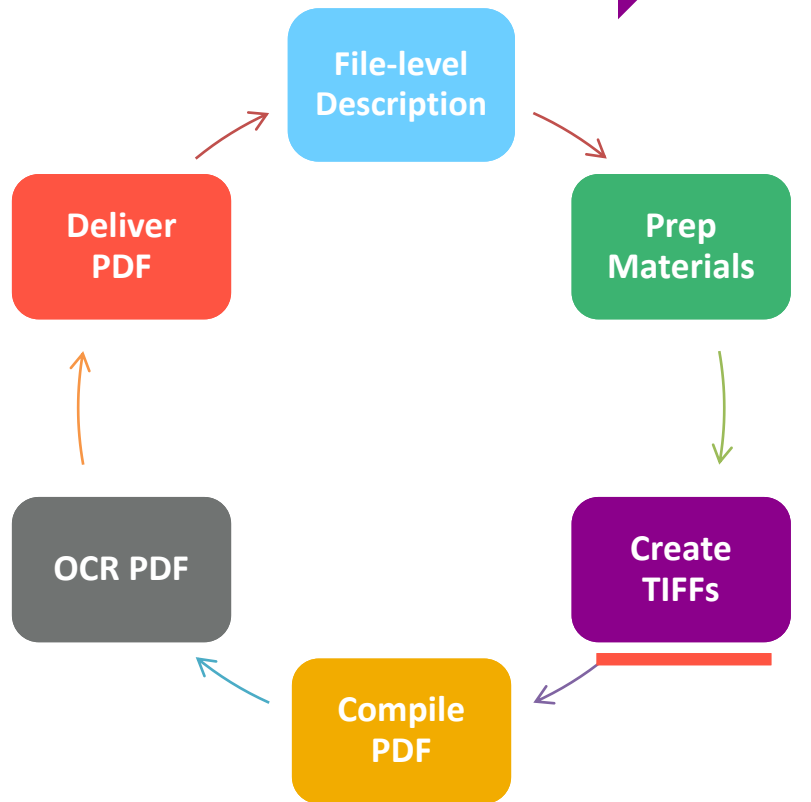 File-level
Description
Prep
Materials
Create
TIFFs
Compile
PDF
OCR PDF
Deliver
PDF